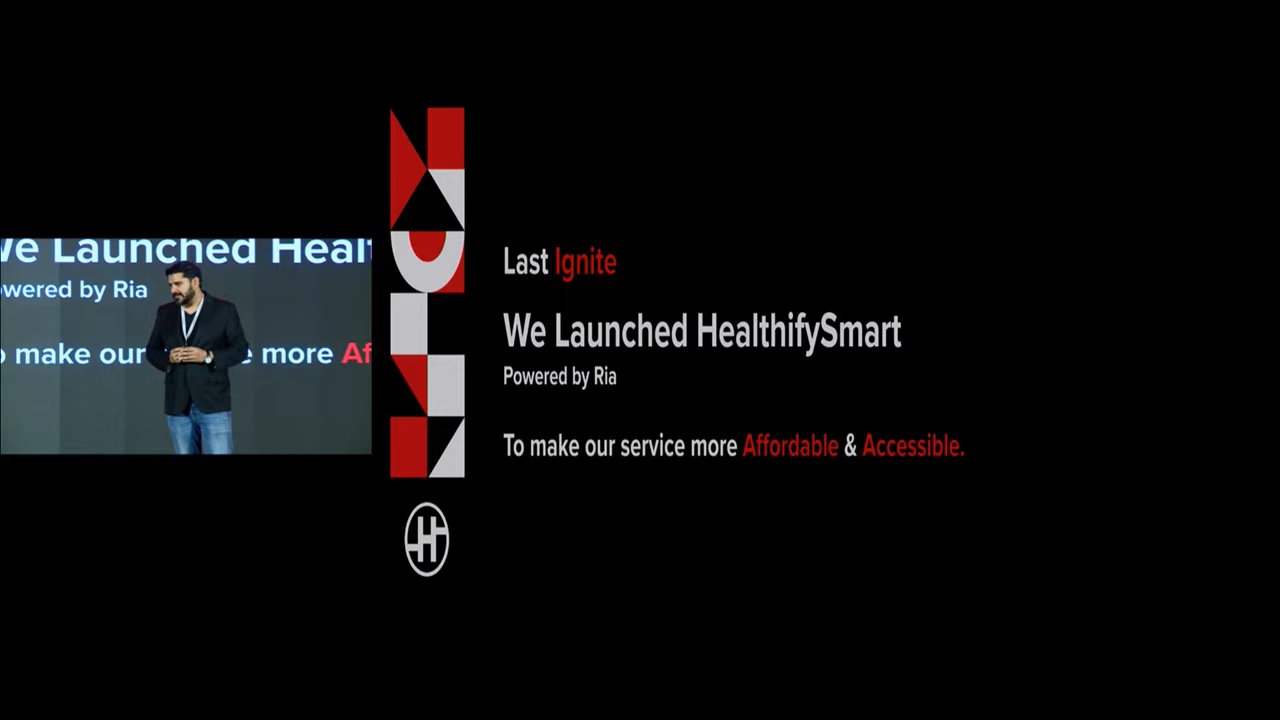 We Launched Healt
owered by Ria
o make our e more Af
Last Ignite
We Launched HealthifySmart
Powered by Ria
To make our service more Affordable & Accessible.